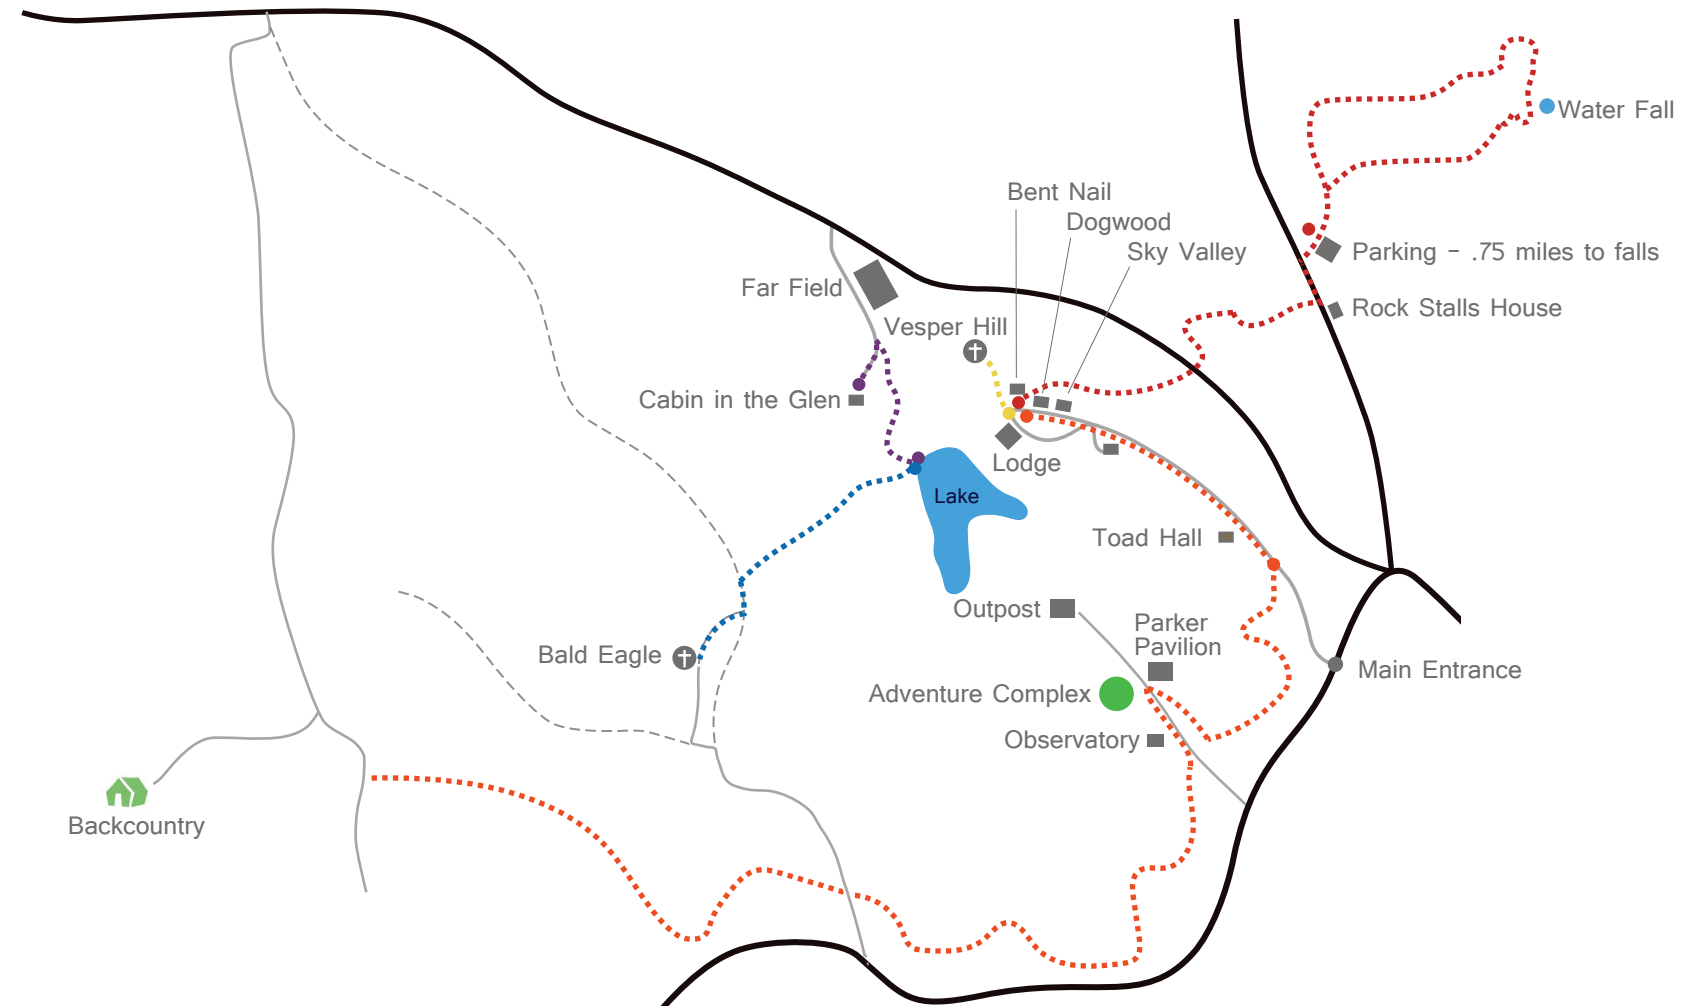 Water Fall
Bent Nail
Dogwood
Sky Valley
Parking - .75 miles to falls
Far Field
Rock Stalls House
Vesper Hill
Cabin in the Glen
Lodge
Lake
Toad Hall
Outpost
Parker
Pavilion
Bald Eagle
Main Entrance
Adventure Complex
Observatory
Backcountry